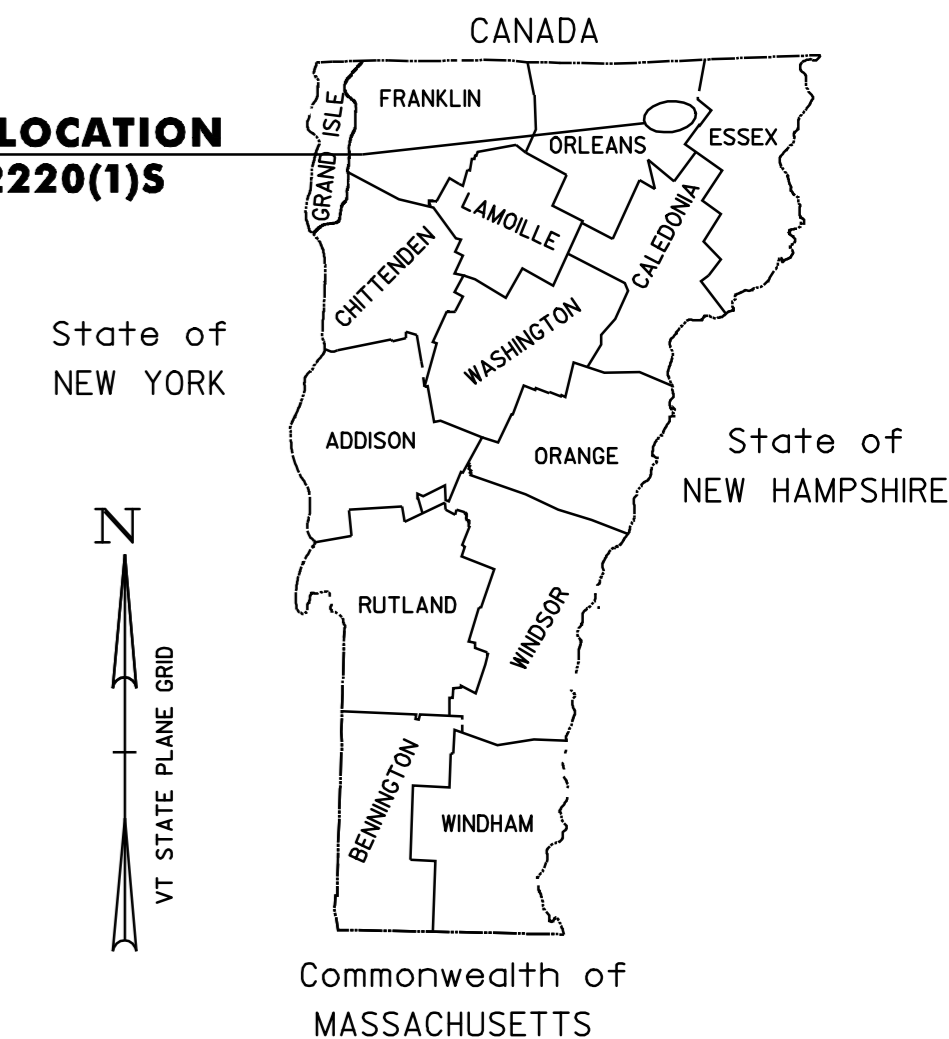 CANADA
LOCATION
2220(1)S
GRAND ISLE
FRANKLIN
ORLEANS
ESSEX
LAMOILLE
CALEDONIA
CHITTENDEN
WASHINGTON
State of
NEW YORK
ADDISON
ORANGE
State of
NEW HAMPSHIRE
N
VT STATE PLANE GRID
RUTLAND
WINDSOR
BENNINGTON
WINDHAM
Commonwealth of
MASSACHUSETTS